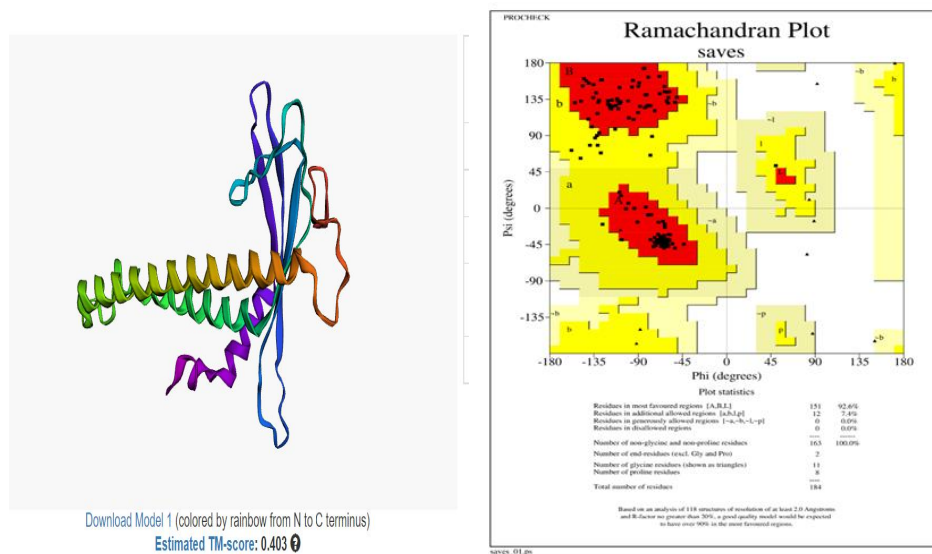 Download Model 1 (colored by rainbow from N to C terminus)
Estimated TM-score: 0.403 ?
PROCHECK
Ramachandran Plot
saves
180
135
90
45
0
-45
-90
-135
-180 -135 -90 -45 0 45 90 135 180
Psi (degrees)
Phi (degrees)
B
b
a
l
~b
~l
~a
~p
p
~b
b
~b
b
~b
Plot statistics
Residues in most favoured regions [A,B,L] 151 92.6%
Residues in additional allowed regions [a,b,l,p] 12 7.4%
Residues in generously allowed regions [~a,~b,~l,~p] 0 0.0%
Residues in disallowed regions 0 0.0%
Number of non-glycine and non-proline residues 163 100.0%
Number of end-residues (excl. Gly and Pro) 2
Number of glycine residues (shown as triangles) 11
Number of proline residues 8
Total number of residues 184
Based on an analysis of 118 structures of resolution of at least 2.0 Angstroms
and R-factor no greater than 20%, a good quality model would be expected
to have over 90% in the most favoured regions.
saves_01.ps